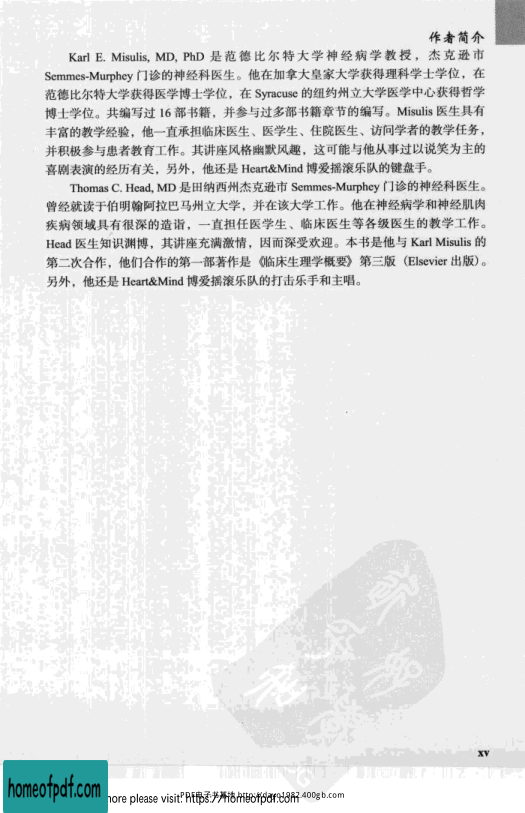 作者简介
Karl E. Misulis, MD, PhD 是范德比尔特大学神经病学教授，杰克逊市
Semmes-Murphey 门诊的神经科医生。他在加拿大皇家大学获得理科学士学位，在
范德比尔特大学获得医学博士学位，在 Syracuse 的纽约州立大学医学中心获得哲学
博士学位。共编写过 16 部书籍，并参与过多部书籍章节的编写。Misulis 医生具有
丰富的教学经验，他一直承担临床医生、医学生、住院医生、访问学者的教学任务，
并积极参与患者教育工作。其讲座风格幽默风趣，这可能与他从事过以说笑为主的
喜剧表演的经历有关，另外，他还是 Heart&Mind 博爱摇滚乐队的键盘手。
Thomas C. Head, MD 是田纳西州杰克逊市 Semmes-Murphey 门诊的神经科医生。
曾经就读于伯明翰阿拉巴马州立大学，并在该大学工作。他在神经病学和神经肌肉
疾病领域具有很深的造诣，一直担任医学生、临床医生等各级医生的教学工作。
Head 医生知识渊博，其讲座充满激情，因而深受欢迎。本书是他与 Karl Misulis 的
第二次合作，他们合作的第一部著作是《临床生理学概要》第三版（Elsevier 出版）。
另外，他还是 Heart&Mind 博爱摇滚乐队的打击乐手和主唱。
xv
homeofpdf.com
more please visit: https://homeofpdf.com